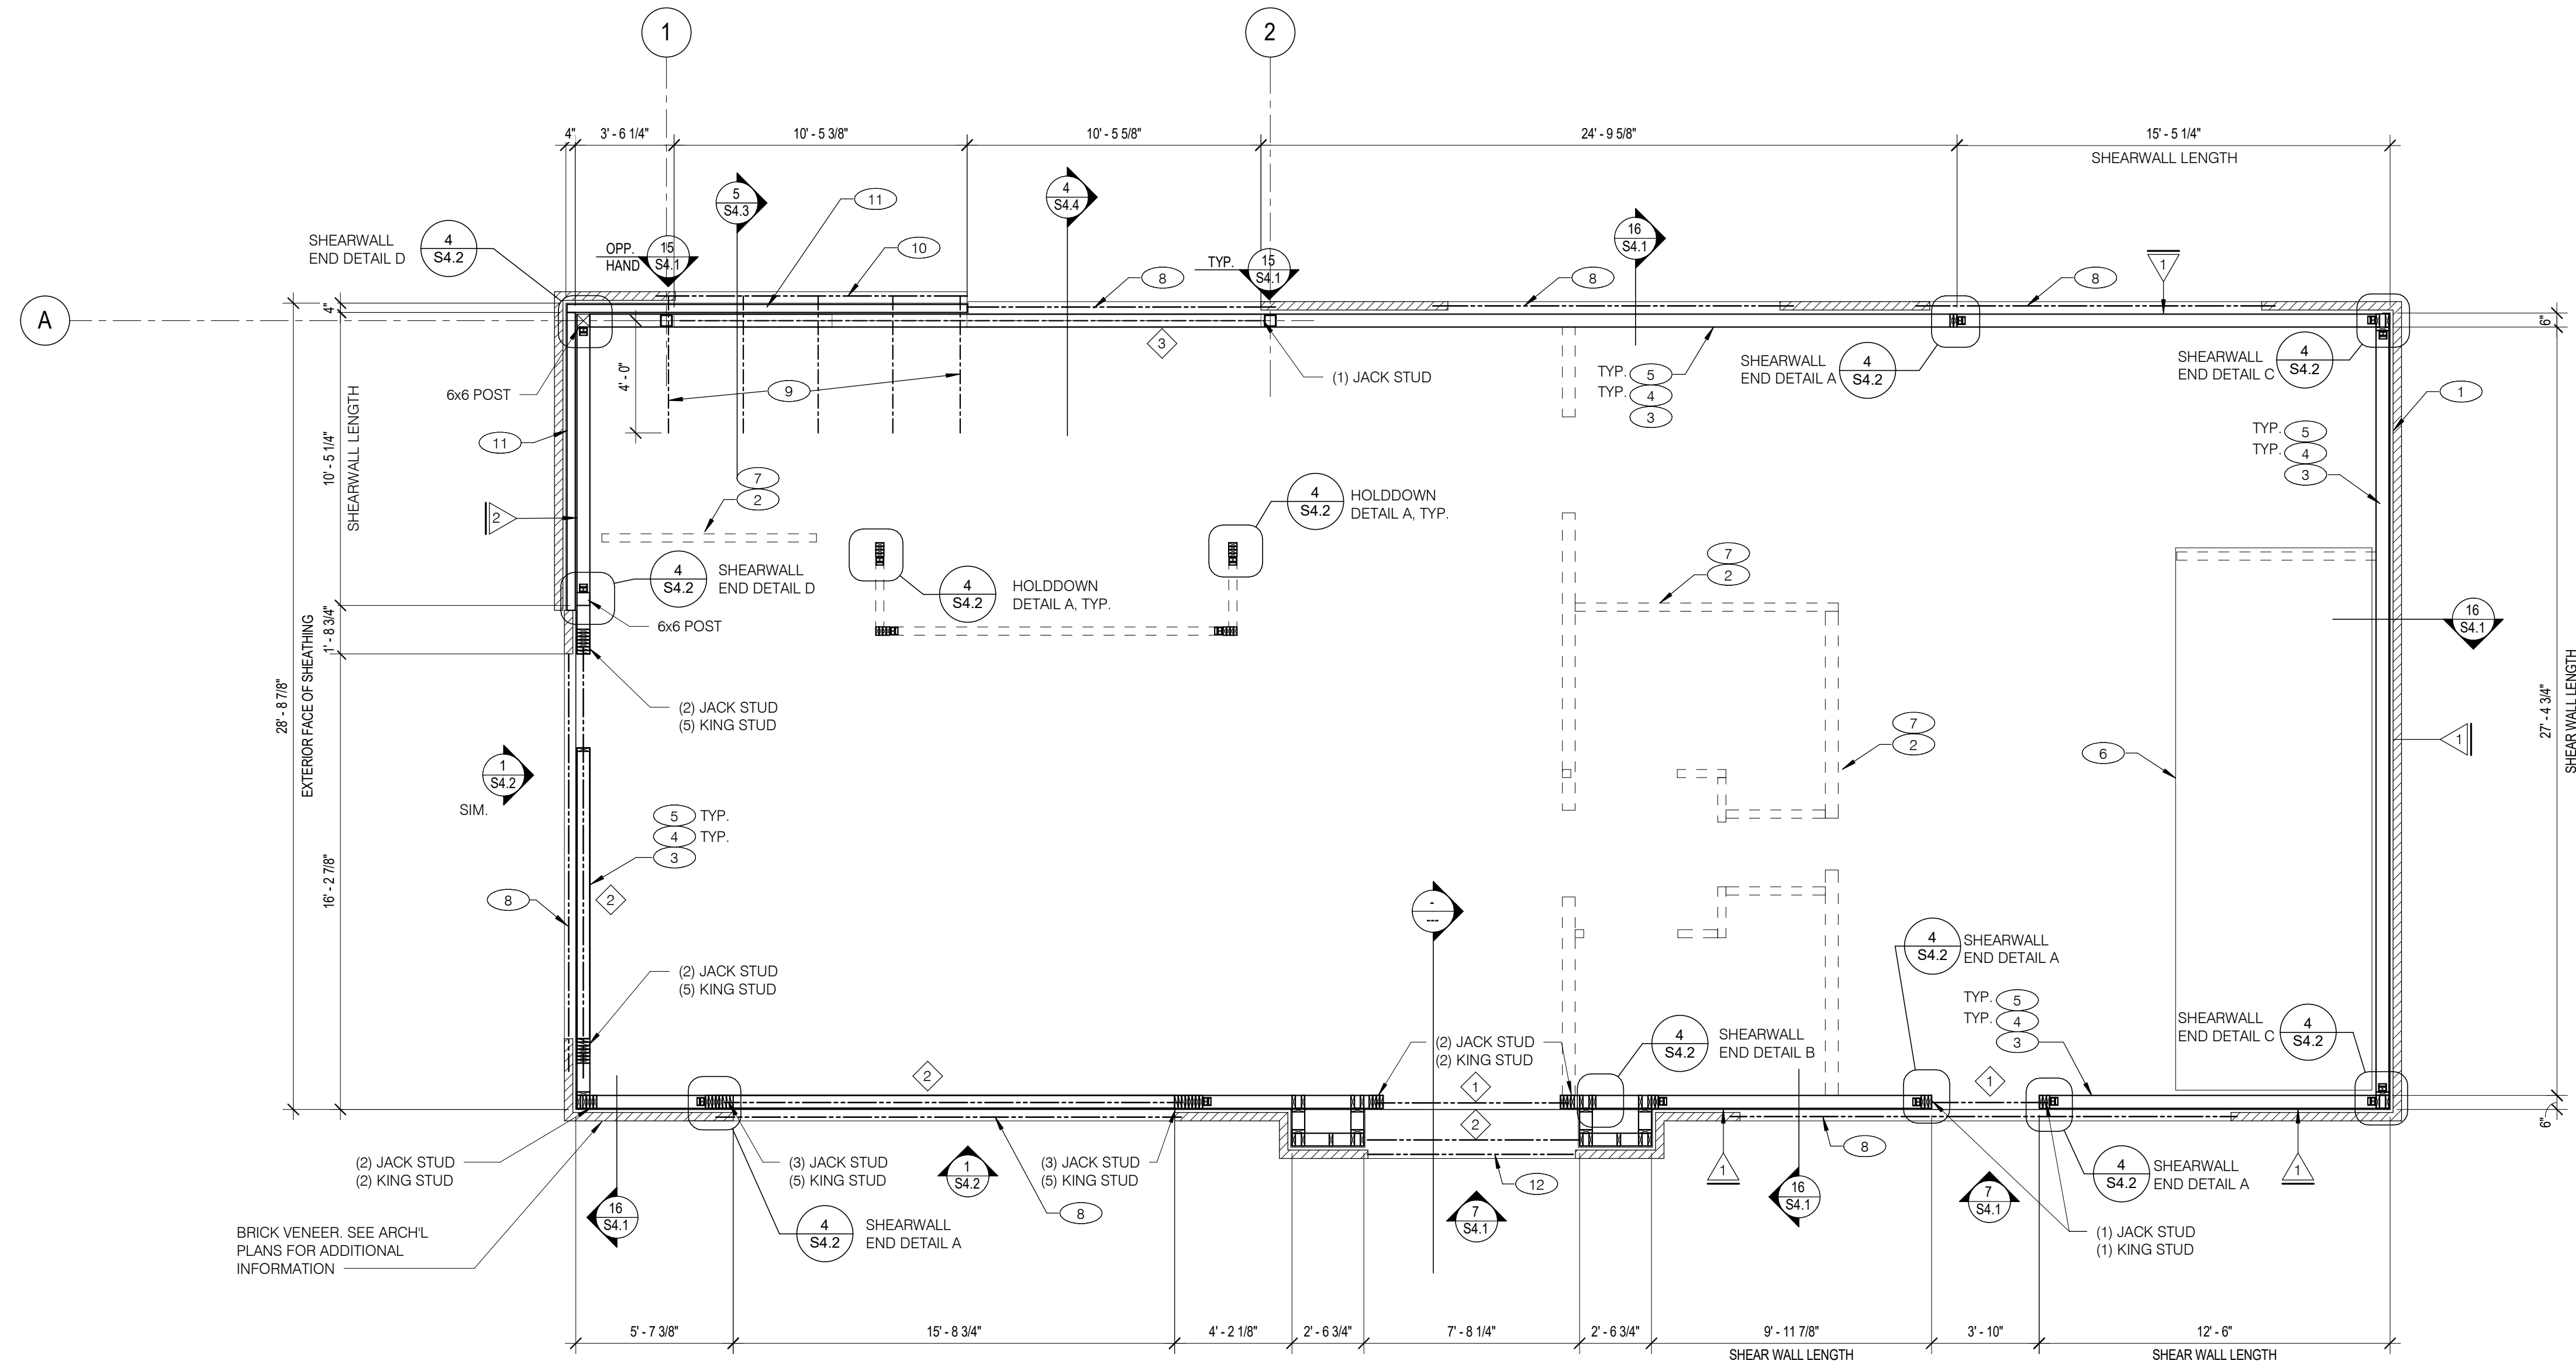 1
2
A
4"
3' - 6 1/4"
10' - 5 3/8"
10' - 5 5/8"
24' - 9 5/8"
15' - 5 1/4"
SHEARWALL LENGTH
5
S4.3
11
4
S4.4
10
OPP.
HAND
15
S4.1
SHEARWALL
END DETAIL D
4
S4.2
8
TYP.
15
S4.1
16
S4.1
8
8
1
4"
3
6x6 POST
4' - 0"
9
(1) JACK STUD
TYP. 5
TYP. 4
3
SHEARWALL
END DETAIL A
4
S4.2
SHEARWALL
END DETAIL C
4
S4.2
6"
1
TYP. 5
TYP. 4
3
11
10' - 5 1/4"
SHEARWALL LENGTH
2
7
2
4
S4.2
HOLDDOWN
DETAIL A, TYP.
4
S4.2
SHEARWALL
END DETAIL D
4
S4.2
HOLDDOWN
DETAIL A, TYP.
7
2
6x6 POST
1' - 8 3/4"
28' - 8 7/8"
EXTERIOR FACE OF SHEATHING
16
S4.1
(2) JACK STUD
(5) KING STUD
7
2
6
1
27' - 4 3/4"
SHEAR WALL LENGTH
1
S4.2
SIM.
5 TYP.
4 TYP.
3
16' - 2 7/8"
8
2
-
---
(2) JACK STUD
(5) KING STUD
4
S4.2
SHEARWALL
END DETAIL A
TYP. 5
TYP. 4
3
SHEARWALL
END DETAIL C
4
S4.2
(2) JACK STUD
(2) KING STUD
4
S4.2
SHEARWALL
END DETAIL B
2
1
1
2
6"
(2) JACK STUD
(2) KING STUD
(3) JACK STUD
(5) KING STUD
1
S4.2
(3) JACK STUD
(5) KING STUD
12
8
1
1
4
S4.2
SHEARWALL
END DETAIL A
16
S4.1
8
7
S4.1
16
S4.1
7
S4.1
4
S4.2
SHEARWALL
END DETAIL A
(1) JACK STUD
(1) KING STUD
BRICK VENEER. SEE ARCH'L
PLANS FOR ADDITIONAL
INFORMATION
5' - 7 3/8"
15' - 8 3/4"
4' - 2 1/8"
2' - 6 3/4"
7' - 8 1/4"
2' - 6 3/4"
9' - 11 7/8"
SHEAR WALL LENGTH
3' - 10"
12' - 6"
SHEAR WALL LENGTH